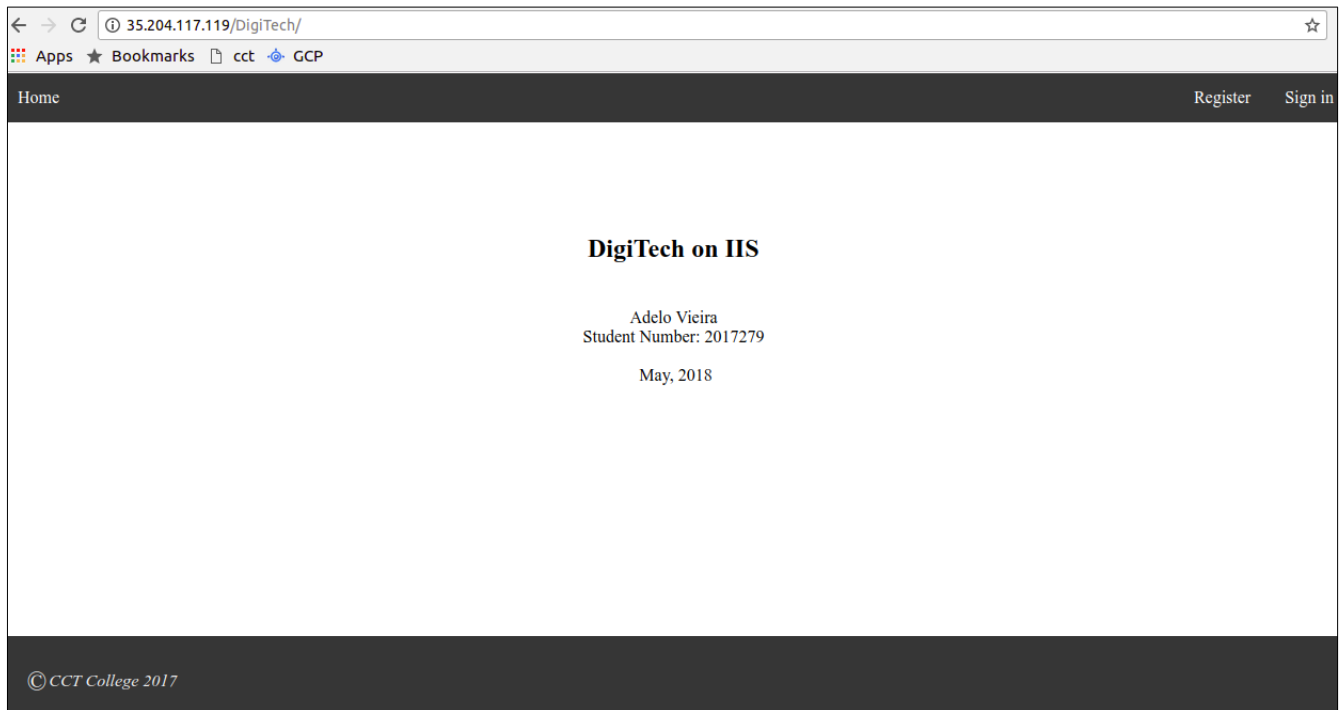 35.204.117.119/DigiTech/
Apps Bookmarks cct GCP
Home Register Sign in
DigiTech on IIS
Adelo Vieira
Student Number: 2017279
May, 2018
©CCT College 2017